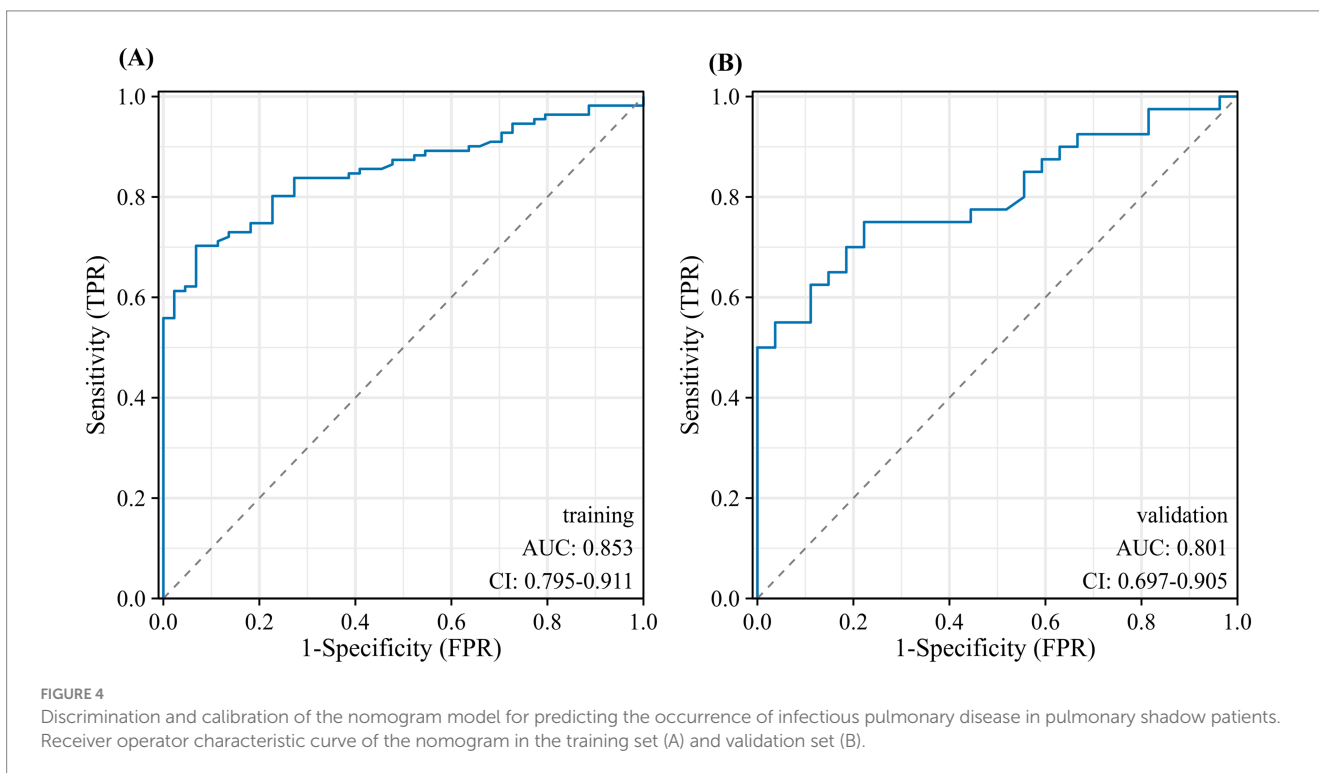 (A)
1.0
0.8
0.6
0.4
0.2
0.0
Sensitivity (TPR)
training
AUC: 0.853
CI: 0.795-0.911
0.0 0.2 0.4 0.6 0.8 1.0
1-Specificity (FPR)
(B)
1.0
0.8
0.6
0.4
0.2
0.0
Sensitivity (TPR)
validation
AUC: 0.801
CI: 0.697-0.905
0.0 0.2 0.4 0.6 0.8 1.0
1-Specificity (FPR)
FIGURE 4
Discrimination and calibration of the nomogram model for predicting the occurrence of infectious pulmonary disease in pulmonary shadow patients.
Receiver operator characteristic curve of the nomogram in the training set (A) and validation set (B).